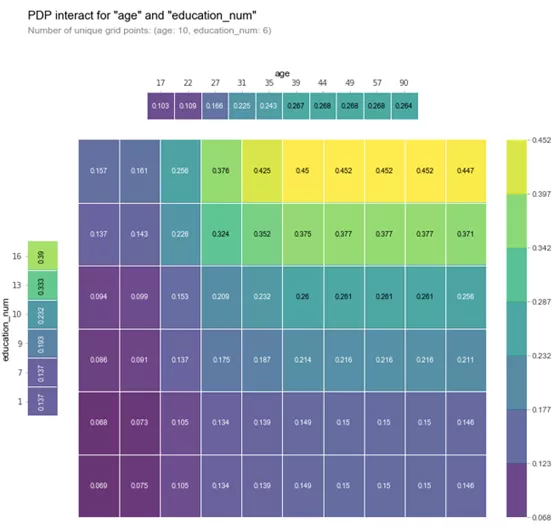 PDP interact for "age" and "education_num"
Number of unique grid points: (age: 10, education_num: 6)
age
17 22 27 31 35 39 44 49 57 90
0.103 0.109 0.166 0.225 0.243 0.267 0.268 0.268 0.268 0.264
0.157 0.161 0.256 0.376 0.425 0.45 0.452 0.452 0.452 0.447
0.137 0.143 0.226 0.324 0.352 0.375 0.377 0.377 0.377 0.371
0.094 0.099 0.153 0.209 0.232 0.26 0.261 0.261 0.261 0.256
0.086 0.091 0.137 0.175 0.187 0.214 0.216 0.216 0.216 0.211
0.068 0.073 0.105 0.134 0.139 0.149 0.15 0.15 0.15 0.146
0.069 0.075 0.105 0.134 0.139 0.149 0.15 0.15 0.15 0.146
education_num
16 0.39
13 0.333
10 0.232
9 0.193
7 0.137
1 0.137
0.452
0.397
0.342
0.287
0.232
0.177
0.123
0.068